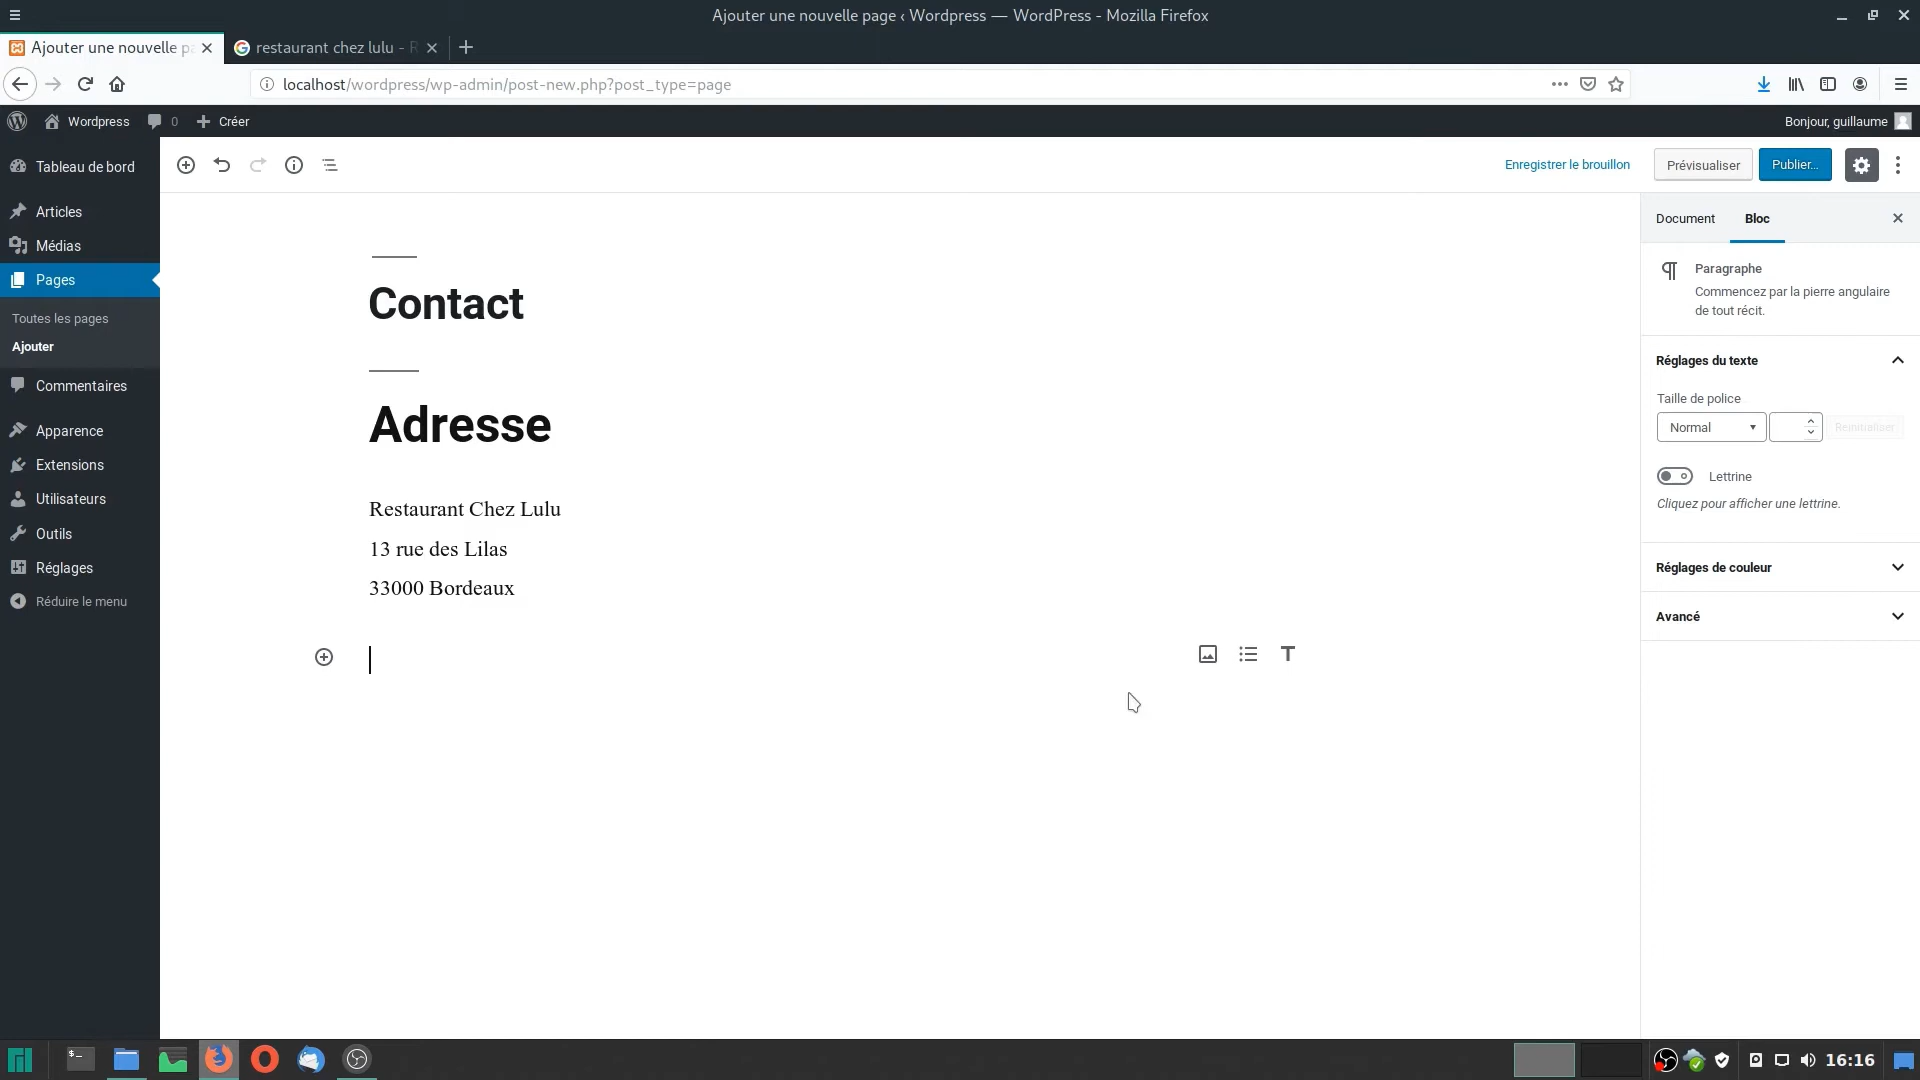 Ajouter une nouvelle page ‹ Wordpress — WordPress - Mozilla Firefox
Ajouter une nouvelle p
restaurant chez lulu - R
localhost/wordpress/wp-admin/post-new.php?post_type=page
Wordpress
0
Créer
Bonjour, guillaume
Tableau de bord
Articles
Médias
Pages
Toutes les pages
Ajouter
Commentaires
Apparence
Extensions
Utilisateurs
Outils
Réglages
Réduire le menu
Enregistrer le brouillon
Prévisualiser
Publier...
Contact
Adresse
Restaurant Chez Lulu
13 rue des Lilas
33000 Bordeaux
Document
Bloc
Paragraphe
Commencez par la pierre angulaire
de tout récit.
Réglages du texte
Taille de police
Normal
Réinitialiser
Lettrine
Cliquez pour afficher une lettrine.
Réglages de couleur
Avancé
16:16